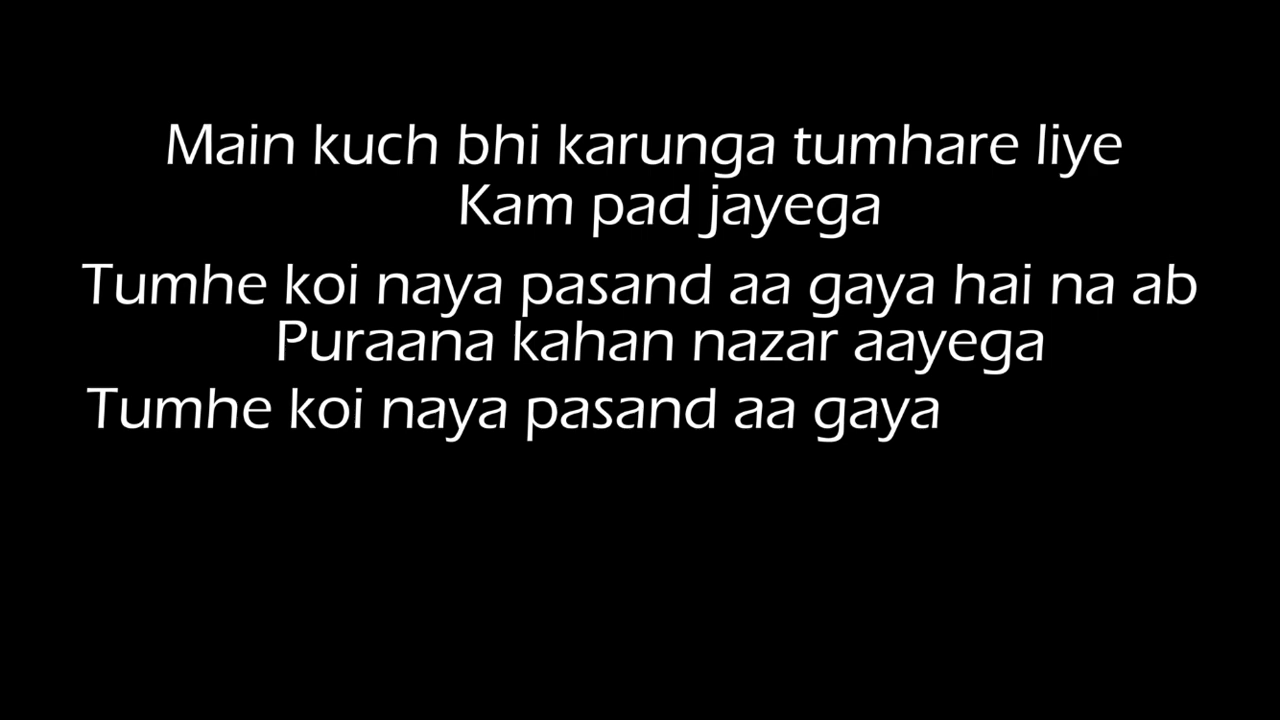 Main kuch bhi karunga tumhare liye
Kam pad jayega
Tumhe koi naya pasand aa gaya hai na ab
Puraana kahan nazar aayega
Tumhe koi naya pasand aa gaya